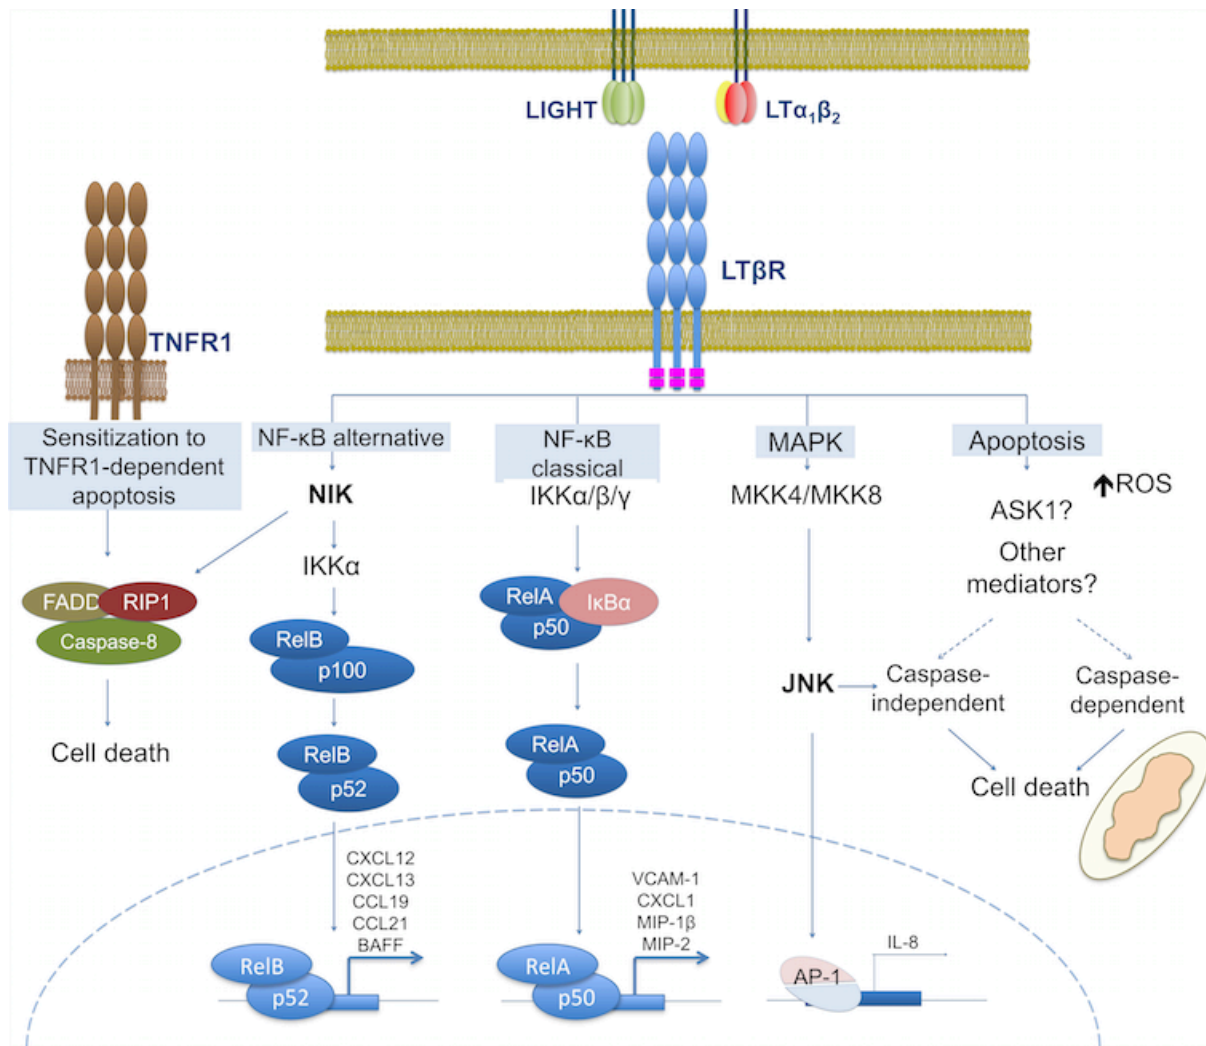 LIGHT
LTα₁β₂
LTβR
TNFR1
Sensitization to
TNFR1-dependent
apoptosis
FADD
RIP1
Caspase-8
Cell death
NF-κB alternative
NIK
IKKα
RelB
p100
RelB
p52
CXCL12
CXCL13
CCL19
CCL21
BAFF
RelB
p52
NF-κB
classical
IKKα/β/γ
RelA
IκBα
p50
RelA
p50
VCAM-1
CXCL1
MIP-1β
MIP-2
RelA
p50
MAPK
MKK4/MKK8
JNK
AP-1
IL-8
Apoptosis
ROS
ASK1?
Other
mediators?
Caspase-
independent
Caspase-
dependent
Cell death